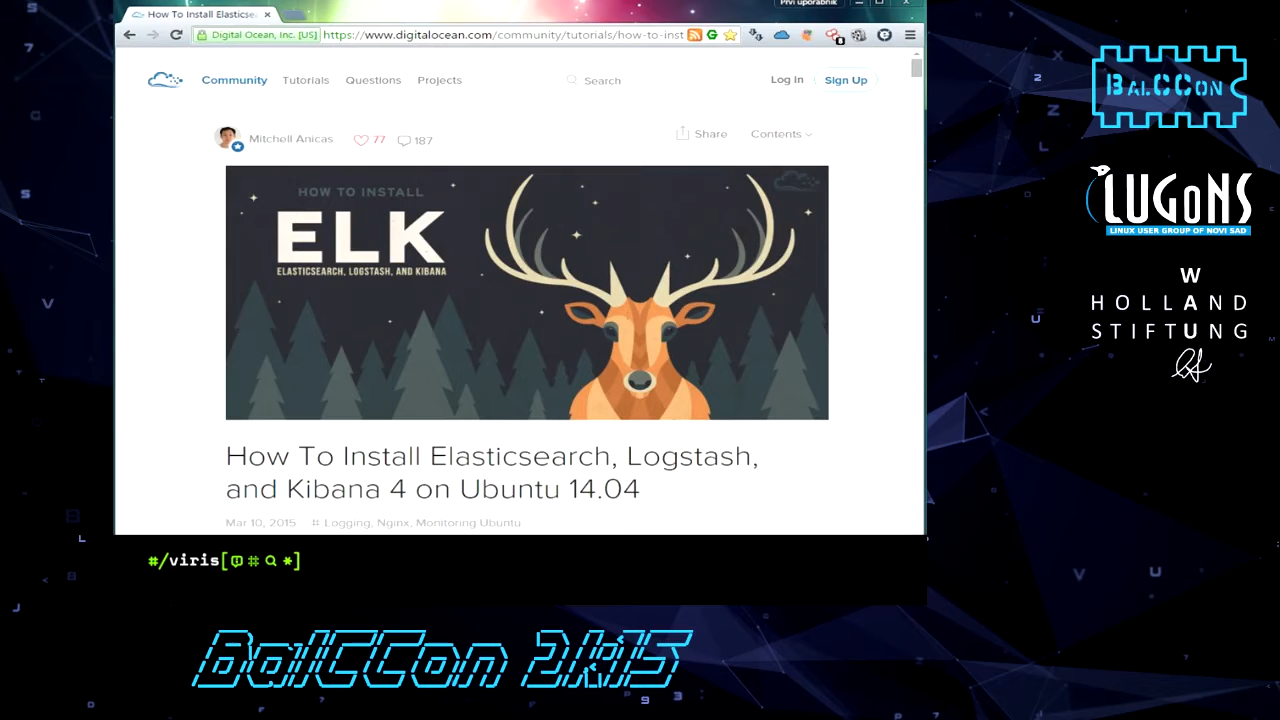 Prvi uporabnik
How To Install Elasticse
Digital Ocean, Inc. [US] https://www.digitalocean.com/community/tutorials/how-to-inst
Community Tutorials Questions Projects Search Log In Sign Up
Mitchell Anicas 77 187 Share Contents
HOW TO INSTALL
ELK
ELASTICSEARCH, LOGSTASH, AND KIBANA
How To Install Elasticsearch, Logstash,
and Kibana 4 on Ubuntu 14.04
Mar 10, 2015 # Logging, Nginx, Monitoring Ubuntu
#/viris[#*]
BalCCon 2k15
BALCCON
LUGoNS
LINUX USER GROUP OF NOVI SAD
WAU
HOLLAND
STIFTUNG